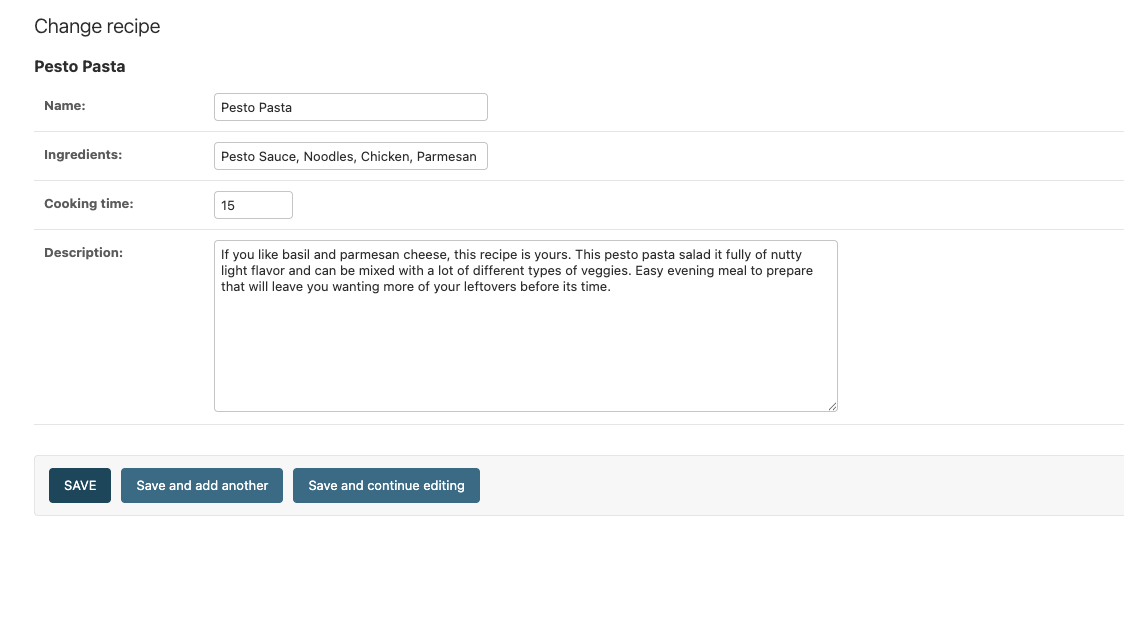 Change recipe
Pesto Pasta
Name:
Pesto Pasta
Ingredients:
Pesto Sauce, Noodles, Chicken, Parmesan
Cooking time:
15
Description:
If you like basil and parmesan cheese, this recipe is yours. This pesto pasta salad it fully of nutty
light flavor and can be mixed with a lot of different types of veggies. Easy evening meal to prepare
that will leave you wanting more of your leftovers before its time.
SAVE
Save and add another
Save and continue editing